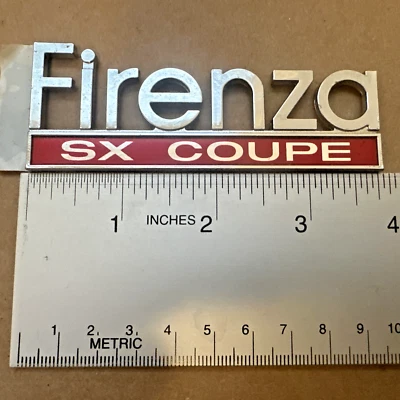 Firenza
SX COUPE
1 INCHES 2 3 4
1 2 3 4 5 6 7 8 9 10
METRIC